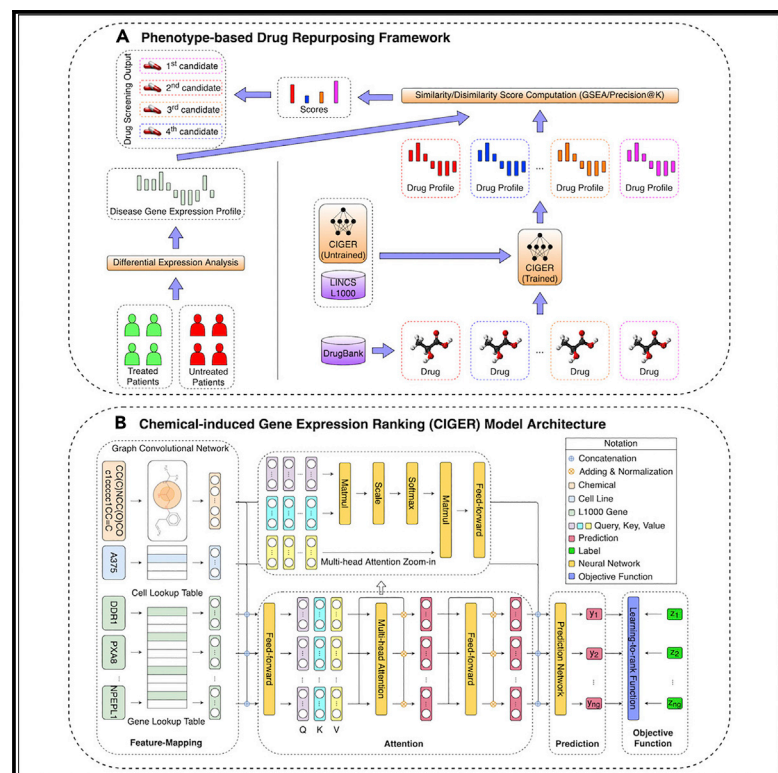 A Phenotype-based Drug Repurposing Framework
Drug Screening Output
1st candidate
2nd candidate
3rd candidate
4th candidate
Scores
Similarity/Disimilarity Score Computation (GSEA/Precision@K)
Drug Profile
Drug Profile
...
Drug Profile
Drug Profile
Disease Gene Expression Profile
Differential Expression Analysis
Treated
Patients
Untreated
Patients
CIGER
(Untrained)
LINCS
L1000
CIGER
(Trained)
DrugBank
Drug
Drug
...
Drug
Drug
B Chemical-induced Gene Expression Ranking (CIGER) Model Architecture
Graph Convolutional Network
CC(C)NCC(O)CO
c1ccccc1CC=C
A375
Cell Lookup Table
DDR1
PXA8
...
NPEPL1
Gene Lookup Table
Feature-Mapping
Matmul
Scale
Softmax
Matmul
Feed-forward
Multi-head Attention Zoom-in
Feed-forward
Q
K
V
Multi-head Attention
Feed-forward
Attention
Prediction Network
y1
y2
...
yng
Prediction
Learning-to-rank Function
z1
z2
...
zng
Objective
Function
Notation
Concatenation
Adding & Normalization
Chemical
Cell Line
L1000 Gene
Query, Key, Value
Prediction
Label
Neural Network
Objective Function